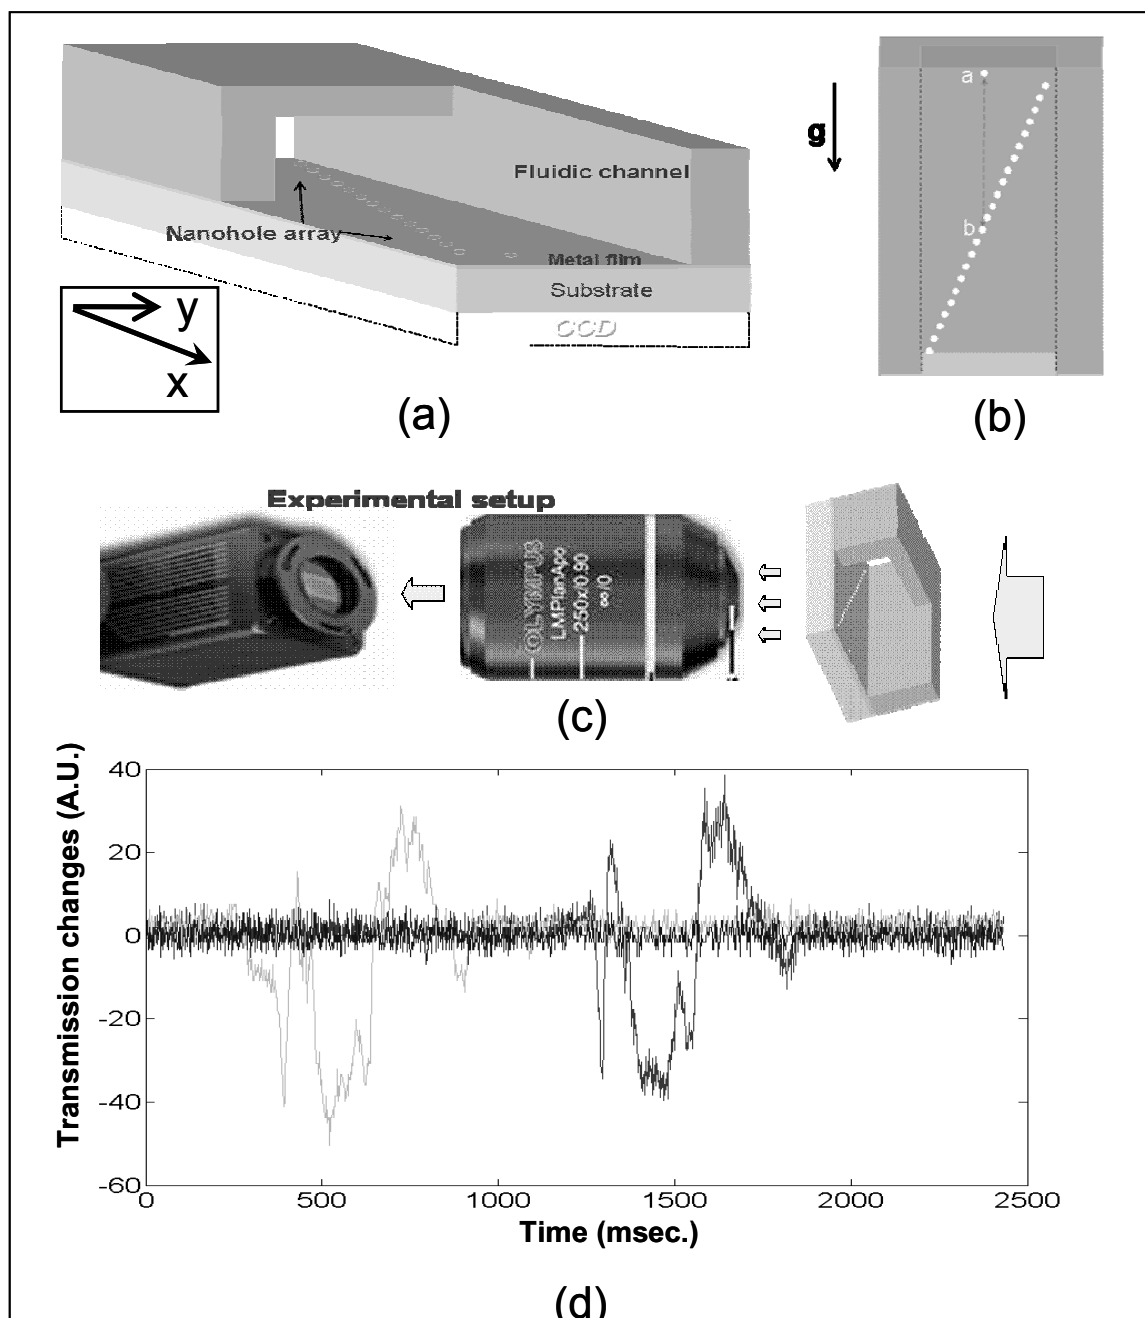 Fluidic channel
Nanohole array
Metal film
Substrate
CCD
y
x
(a)
g
a
b
(b)
Experimental setup
OLYMPUS
LMPlanApo
250x/0.90
∞/0
(c)
Transmission changes (A.U.)
40
20
0
-20
-40
-60
0
500
1000
1500
2000
2500
Time (msec.)
(d)